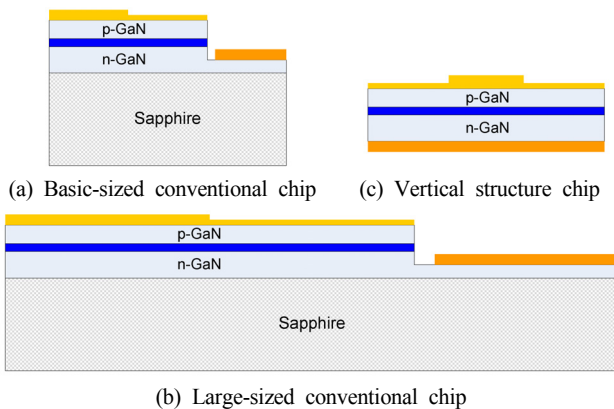 p-GaN
n-GaN
Sapphire
(a) Basic-sized conventional chip
p-GaN
n-GaN
(c) Vertical structure chip
p-GaN
n-GaN
Sapphire
(b) Large-sized conventional chip